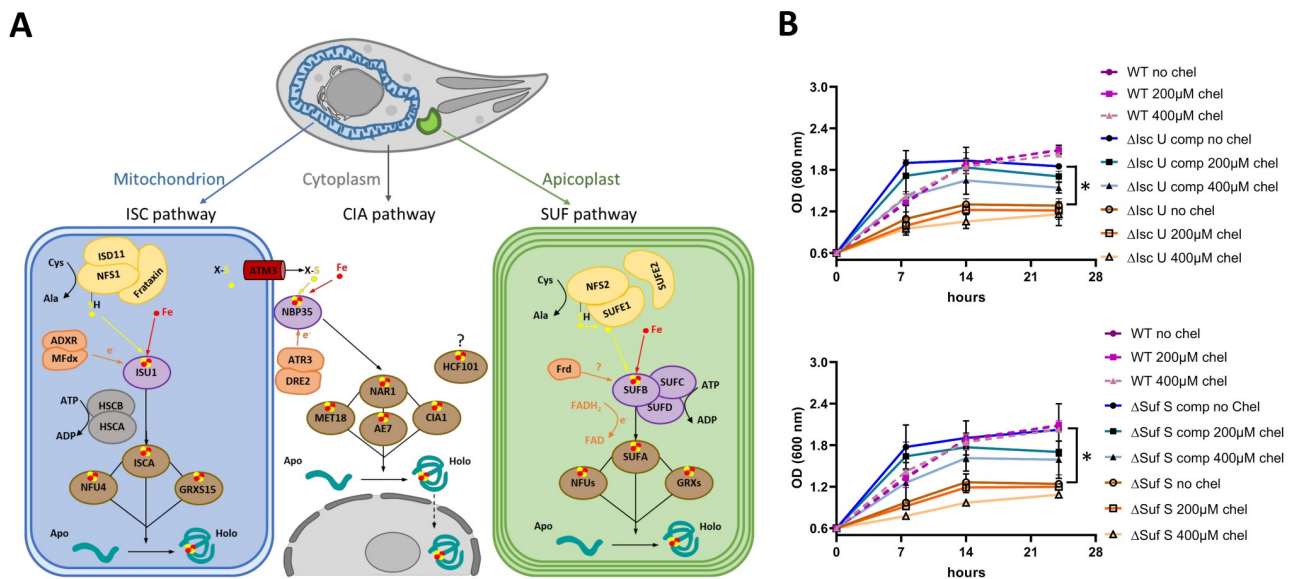 A
Mitochondrion
ISC pathway
Cytoplasm
CIA pathway
Apicoplast
SUF pathway
Cys
Ala
ISD11
NFS1
Frataxin
SH
Fe
ADXR
MFdx
e-
ISU1
ATP
ADP
HSCB
HSCA
ISCA
NFU4
GRXS15
Apo
Holo
X-S
ATM3
X-S
Fe
NBP35
e-
ATR3
DRE2
?
HCF101
NAR1
MET18
CIA1
AE7
Apo
Holo
Cys
Ala
NFS2
SUFE2
SUFE1
SH
Fe
Frd
?
SUFB
SUFC
SUFD
ATP
ADP
FADH2
e-
FAD
SUFA
NFUs
GRXs
Apo
Holo
B
OD (600 nm)
3.0
2.4
1.8
1.2
0.6
0
7
14
21
28
hours
*
WT no chel
WT 200µM chel
WT 400µM chel
ΔIsc U comp no chel
ΔIsc U comp 200µM chel
ΔIsc U comp 400µM chel
ΔIsc U no chel
ΔIsc U 200µM chel
ΔIsc U 400µM chel
OD (600 nm)
3.0
2.4
1.8
1.2
0.6
0
7
14
21
28
hours
*
WT no chel
WT 200µM chel
WT 400µM chel
ΔSuf S comp no Chel
ΔSuf S comp 200µM chel
ΔSuf S comp 400µM chel
ΔSuf S no chel
ΔSuf S 200µM chel
ΔSuf S 400µM chel